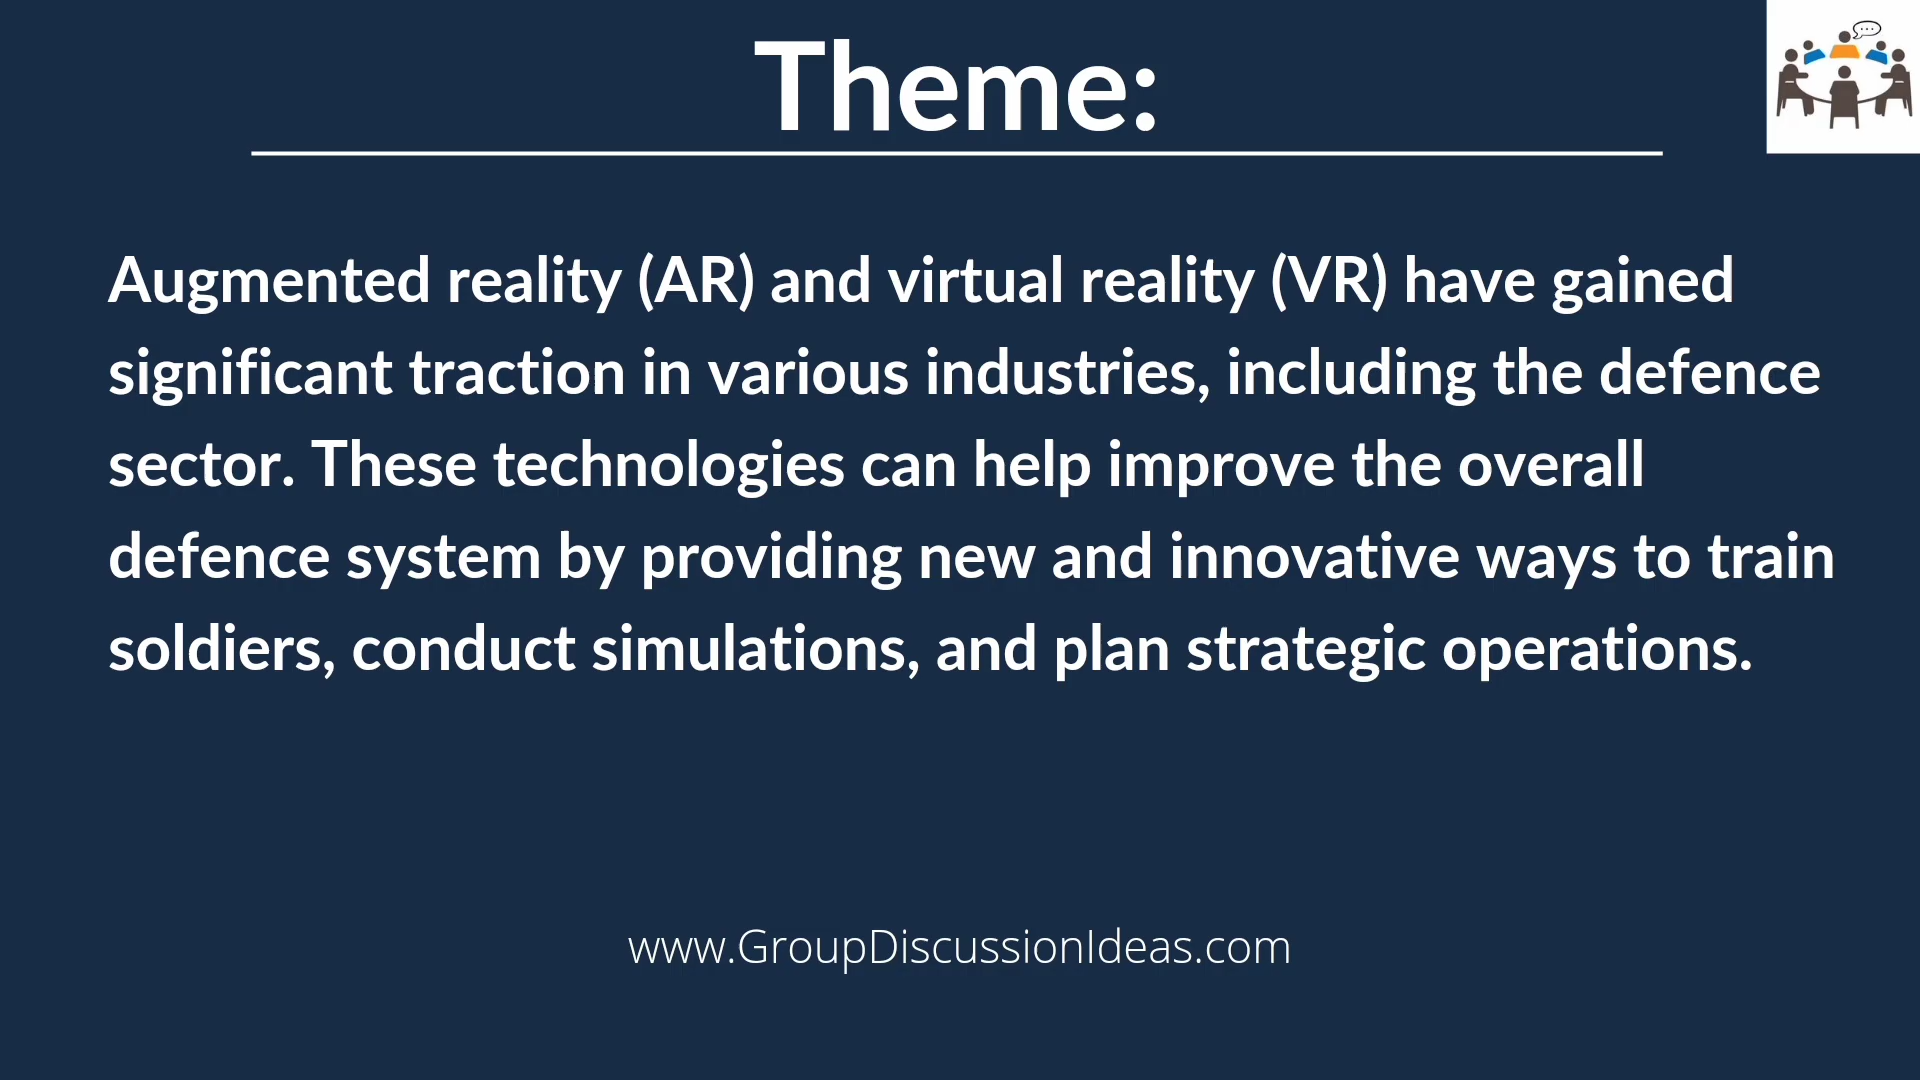 Theme:
Augmented reality (AR) and virtual reality (VR) have gained
significant traction in various industries, including the defence
sector. These technologies can help improve the overall
defence system by providing new and innovative ways to train
soldiers, conduct simulations, and plan strategic operations.
www.GroupDiscussionIdeas.com